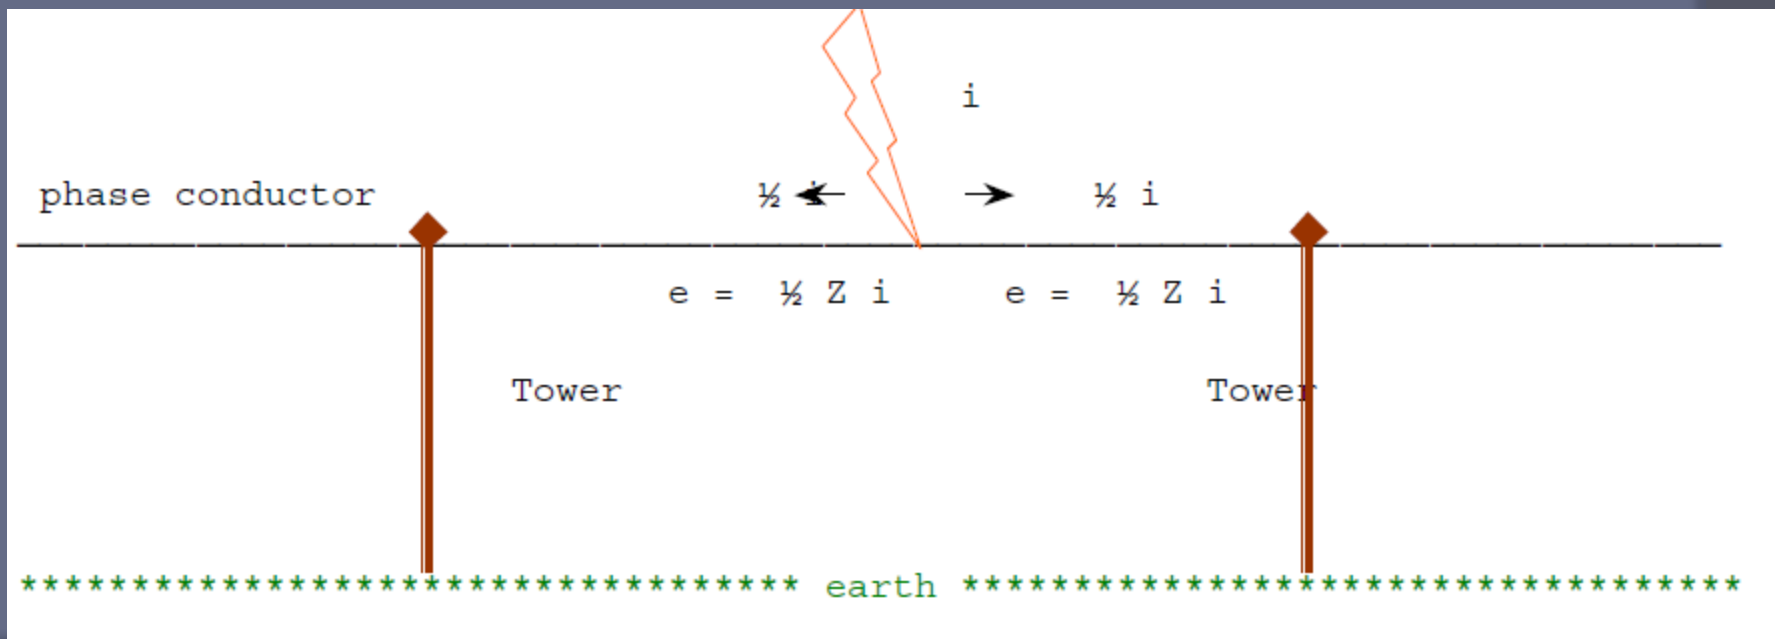 i
phase conductor ½ i ½ i
e = ½ Z i e = ½ Z i
Tower Tower
********************************** earth **********************************